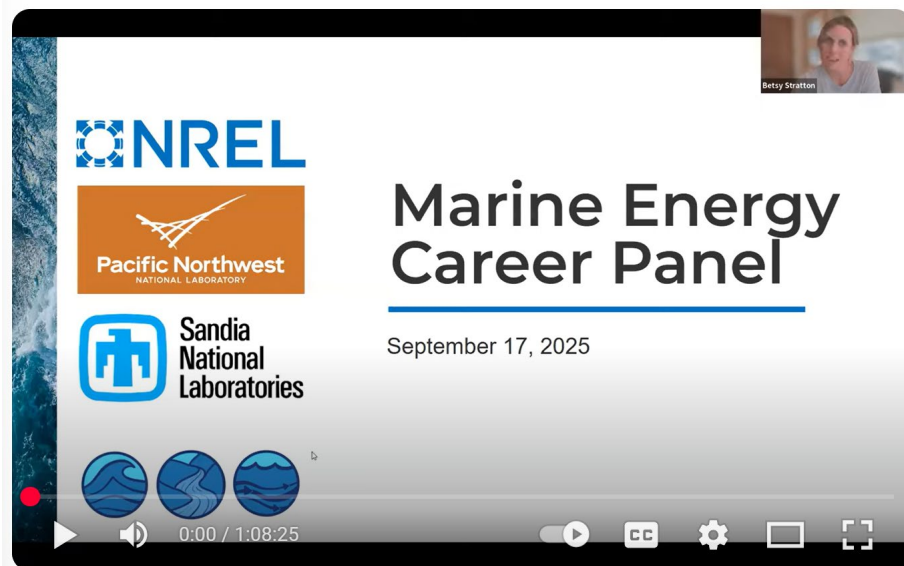 Betsy Stratton
NREL
Pacific Northwest
NATIONAL LABORATORY
Sandia
National
Laboratories
Marine Energy
Career Panel
September 17, 2025
0:00 / 1:08:25
CC